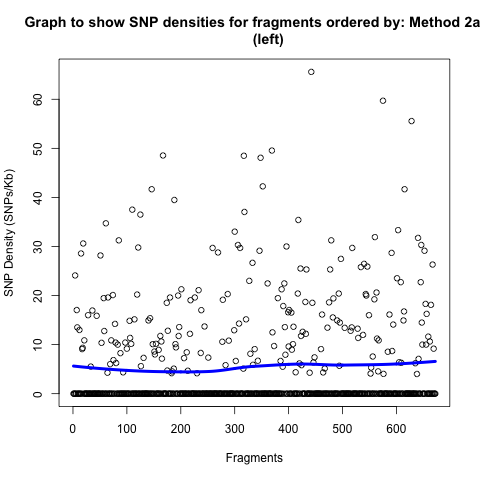 Graph to show SNP densities for fragments ordered by: Method 2a
(left)
SNP Density (SNPs/Kb)
60
50
40
30
20
10
0
0 100 200 300 400 500 600
Fragments